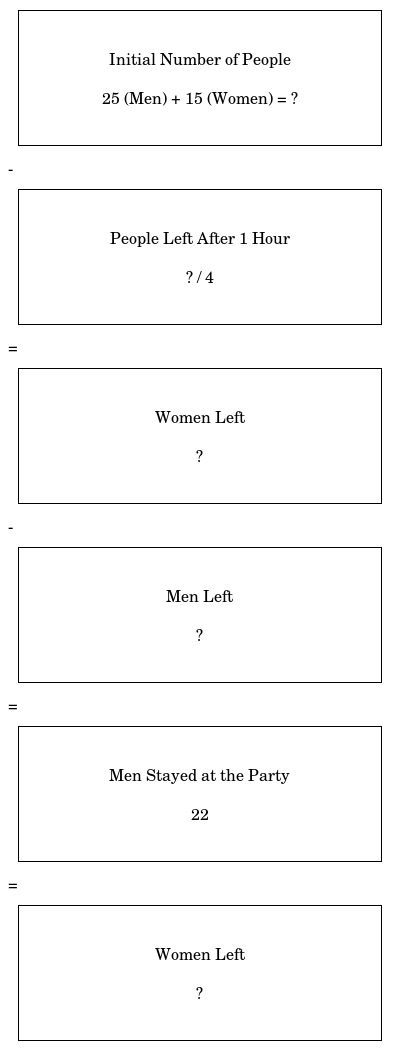 Initial Number of People
25 (Men) + 15 (Women) = ?
-
People Left After 1 Hour
? / 4
=
Women Left
?
-
Men Left
?
=
Men Stayed at the Party
22
=
Women Left
?